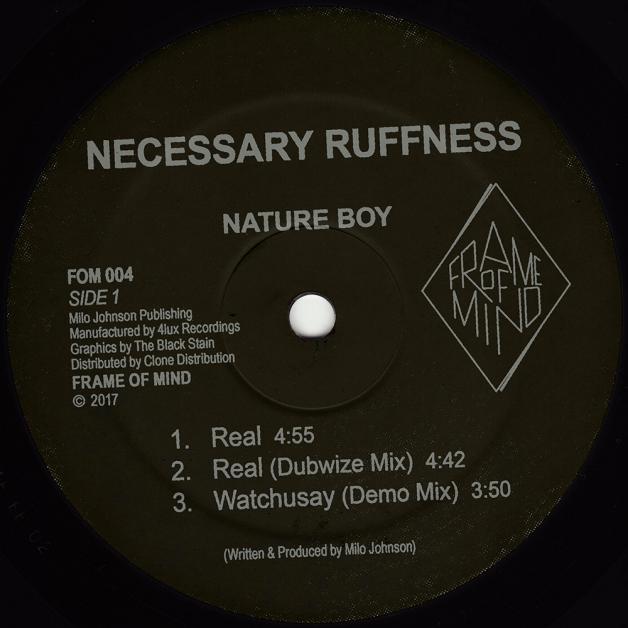 NECESSARY RUFFNESS
NATURE BOY
FRAME
OF
MIND
FOM 004
SIDE 1
Milo Johnson Publishing
Manufactured by 4lux Recordings
Graphics by The Black Stain
Distributed by Clone Distribution
FRAME OF MIND
© 2017
1. Real 4:55
2. Real (Dubwize Mix) 4:42
3. Watchusay (Demo Mix) 3:50
(Written & Produced by Milo Johnson)